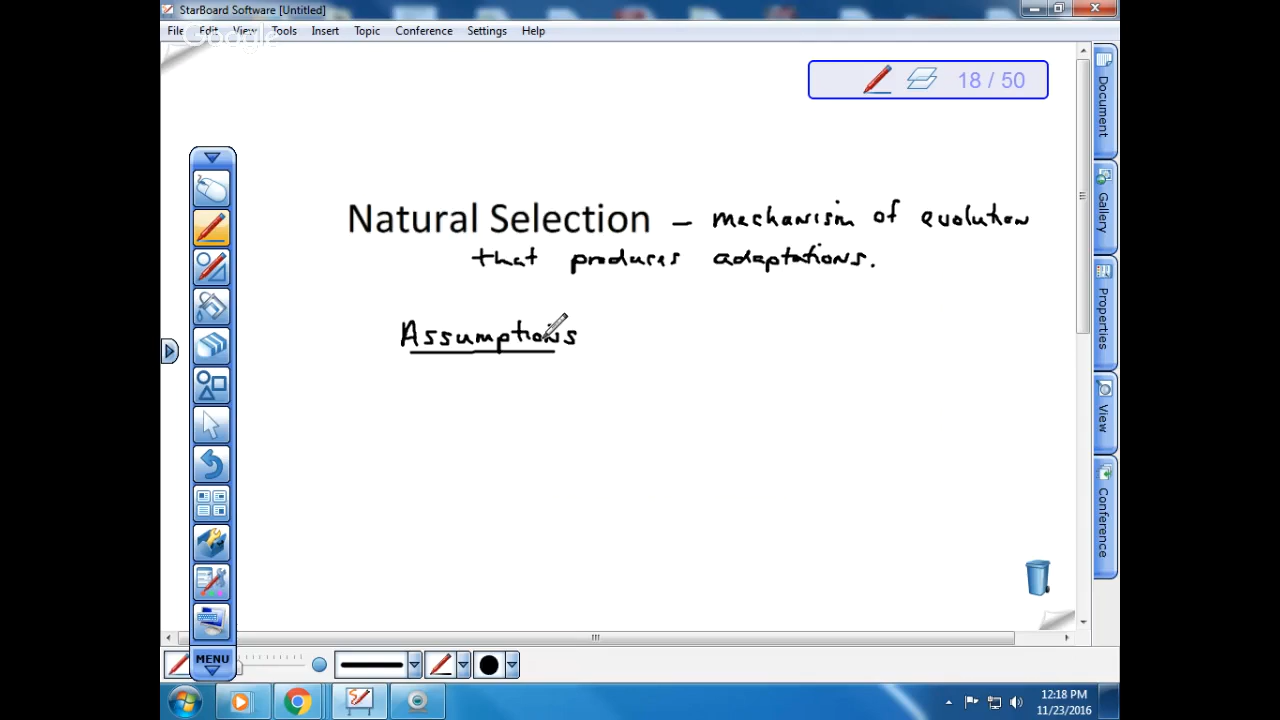 StarBoard Software [Untitled]
File Edit View Tools Insert Topic Conference Settings Help
Google
18 / 50
Document
Gallery
Properties
View
Conference
Natural Selection – mechanism of evolution
that produces adaptations.
Assumptions
MENU
12:18 PM
11/23/2016